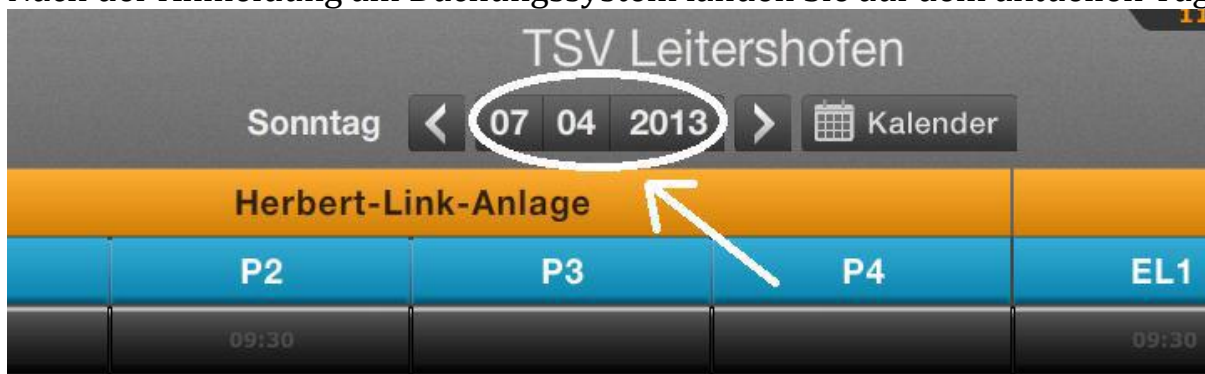 TSV Leitershofen
Sonntag 07 04 2013 Kalender
Herbert-Link-Anlage
P2 P3 P4 EL1
09:30 09:30